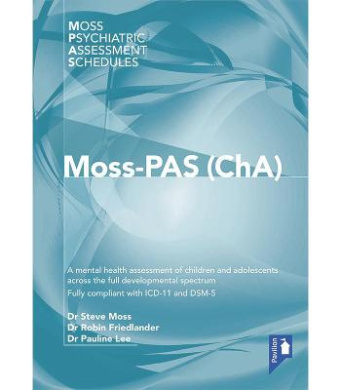 MOSS
PSYCHIATRIC
ASSESSMENT
SCHEDULES
Moss-PAS (ChA)
A mental health assessment of children and adolescents
across the full developmental spectrum
Fully compliant with ICD-11 and DSM-5
Dr Steve Moss
Dr Robin Friedlander
Dr Pauline Lee
Pavilion